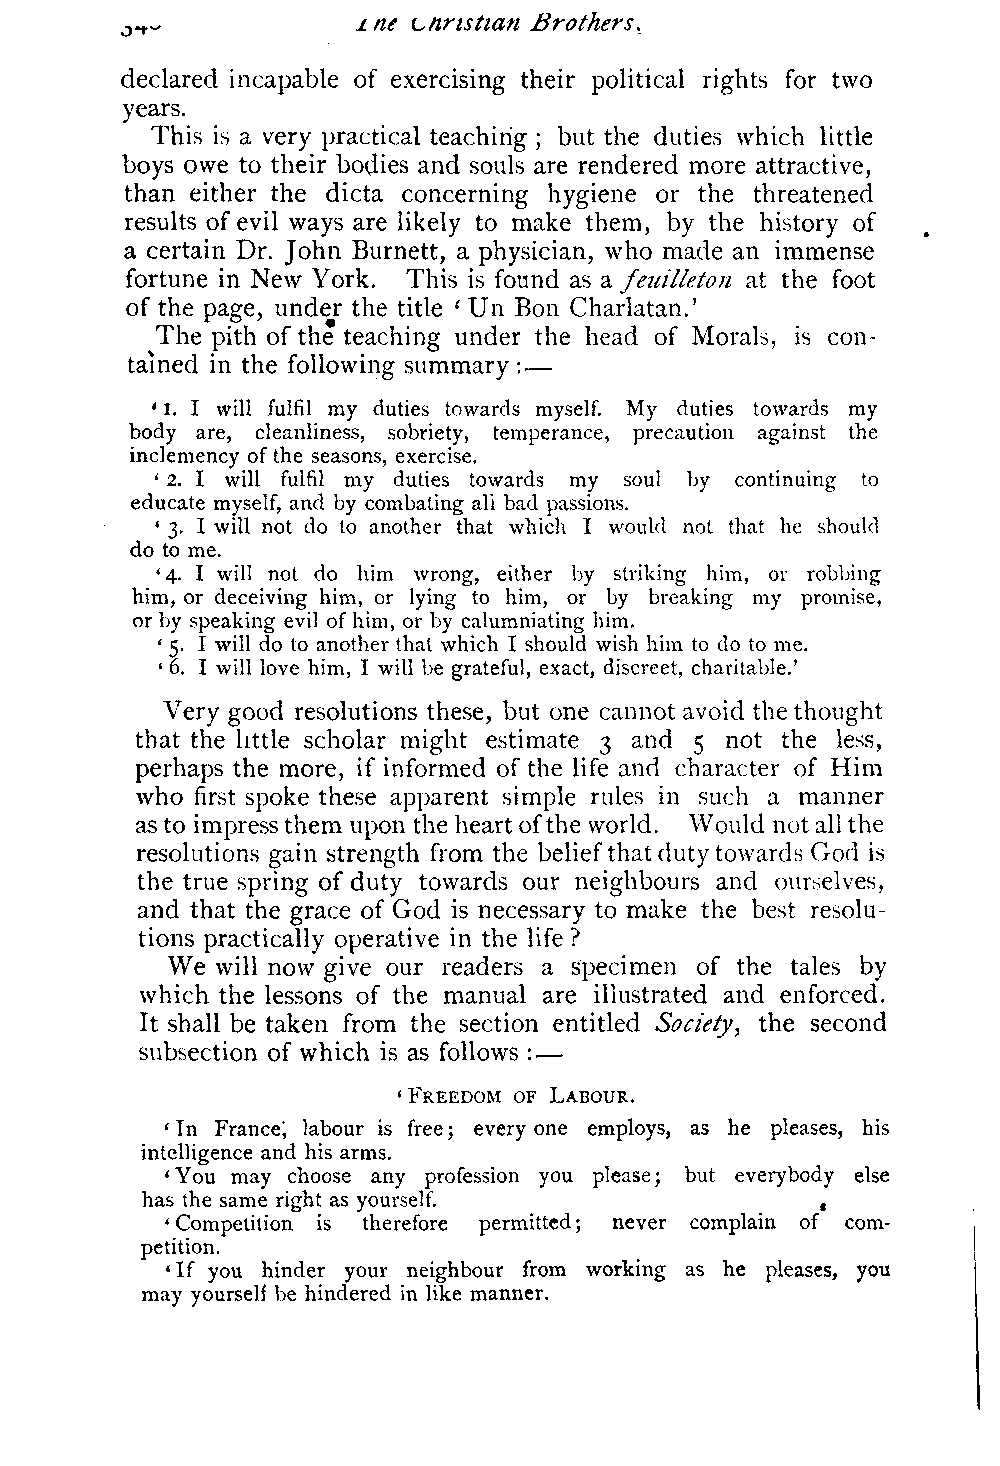 The Christian Brothers.
declared incapable of exercising their political rights for two
years.
This is a very practical teaching ; but the duties which little
boys owe to their bodies and souls are rendered more attractive,
than either the dicta concerning hygiene or the threatened
results of evil ways are likely to make them, by the history of
a certain Dr. John Burnett, a physician, who made an immense
fortune in New York. This is found as a feuilleton at the foot
of the page, under the title ‘ Un Bon Charlatan.’
The pith of the teaching under the head of Morals, is con-
tained in the following summary :—
‘ 1. I will fulfil my duties towards myself. My duties towards my
body are, cleanliness, sobriety, temperance, precaution against the
inclemency of the seasons, exercise.
‘ 2. I will fulfil my duties towards my soul by continuing to
educate myself, and by combating all bad passions.
‘ 3. I will not do to another that which I would not that he should
do to me.
‘ 4. I will not do him wrong, either by striking him, or robbing
him, or deceiving him, or lying to him, or by breaking my promise,
or by speaking evil of him, or by calumniating him.
‘ 5. I will do to another that which I should wish him to do to me.
‘ 6. I will love him, I will be grateful, exact, discreet, charitable.’
Very good resolutions these, but one cannot avoid the thought
that the little scholar might estimate 3 and 5 not the less,
perhaps the more, if informed of the life and character of Him
who first spoke these apparent simple rules in such a manner
as to impress them upon the heart of the world. Would not all the
resolutions gain strength from the belief that duty towards God is
the true spring of duty towards our neighbours and ourselves,
and that the grace of God is necessary to make the best resolu-
tions practically operative in the life ?
We will now give our readers a specimen of the tales by
which the lessons of the manual are illustrated and enforced.
It shall be taken from the section entitled Society, the second
subsection of which is as follows :—
‘ FREEDOM OF LABOUR.
‘ In France, labour is free ; every one employs, as he pleases, his
intelligence and his arms.
‘ You may choose any profession you please ; but everybody else
has the same right as yourself.
‘ Competition is therefore permitted ; never complain of com-
petition.
‘ If you hinder your neighbour from working as he pleases, you
may yourself be hindered in like manner.